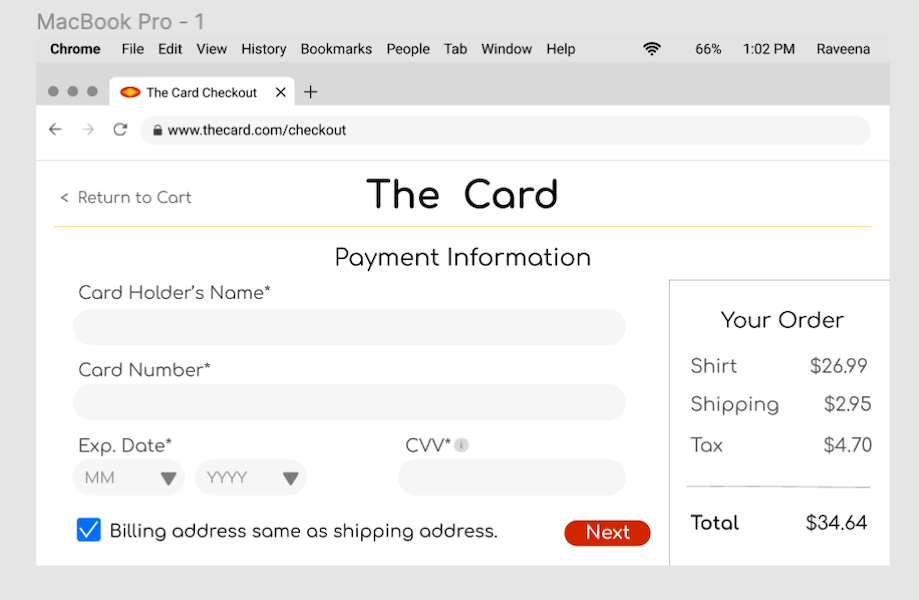 MacBook Pro - 1
Chrome File Edit View History Bookmarks People Tab Window Help 66% 1:02 PM Raveena
The Card Checkout
www.thecard.com/checkout
< Return to Cart
The Card
Payment Information
Card Holder's Name*
Card Number*
Exp. Date*
CVV* i
MM
YYYY
Billing address same as shipping address.
Next
Your Order
Shirt $26.99
Shipping $2.95
Tax $4.70
Total $34.64